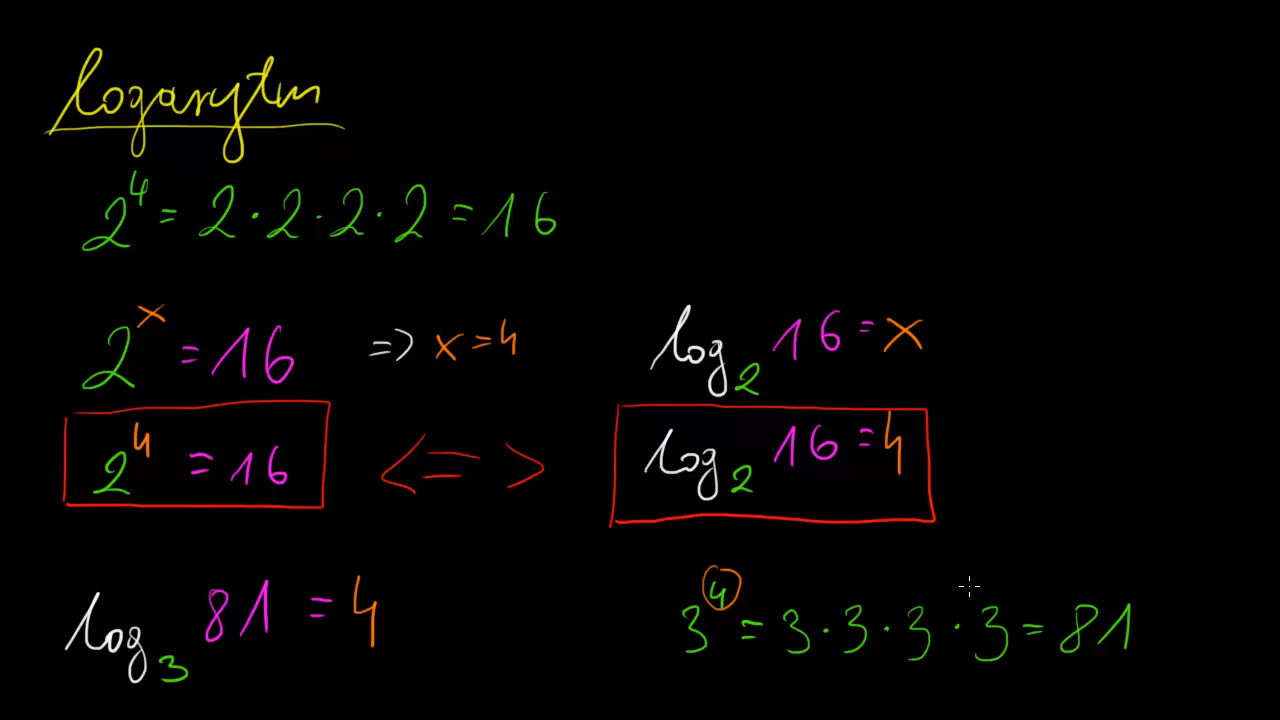 logarytm
2⁴ = 2 · 2 · 2 · 2 = 16
2ˣ = 16 => x = 4 log₂ 16 = x
2⁴ = 16 <=> log₂ 16 = 4
log₃ 81 = 4 3⁴ = 3 · 3 · 3 · 3 = 81